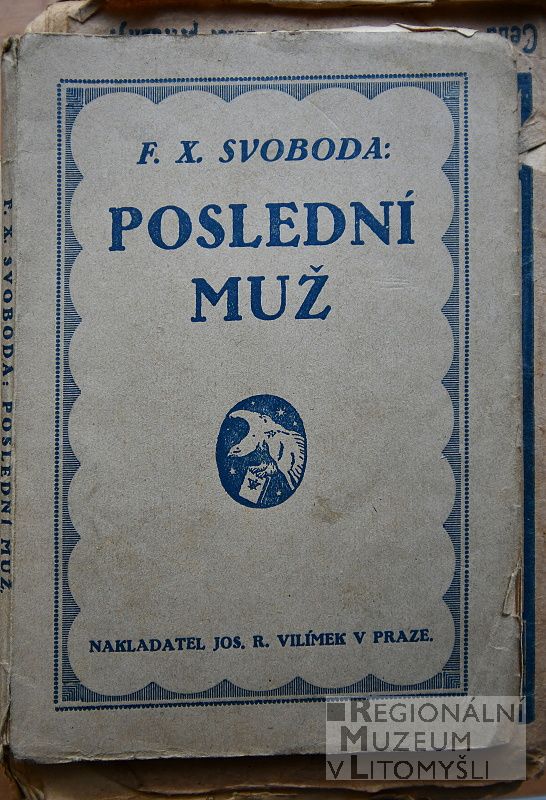 F. X. SVOBODA:
POSLEDNÍ
MUŽ
NAKLADATEL JOS. R. VILÍMEK V PRAZE.
F. X. SVOBODA: POSLEDNÍ MUŽ.
REGIONÁLNÍ
MUZEUM
V LITOMYŠLI